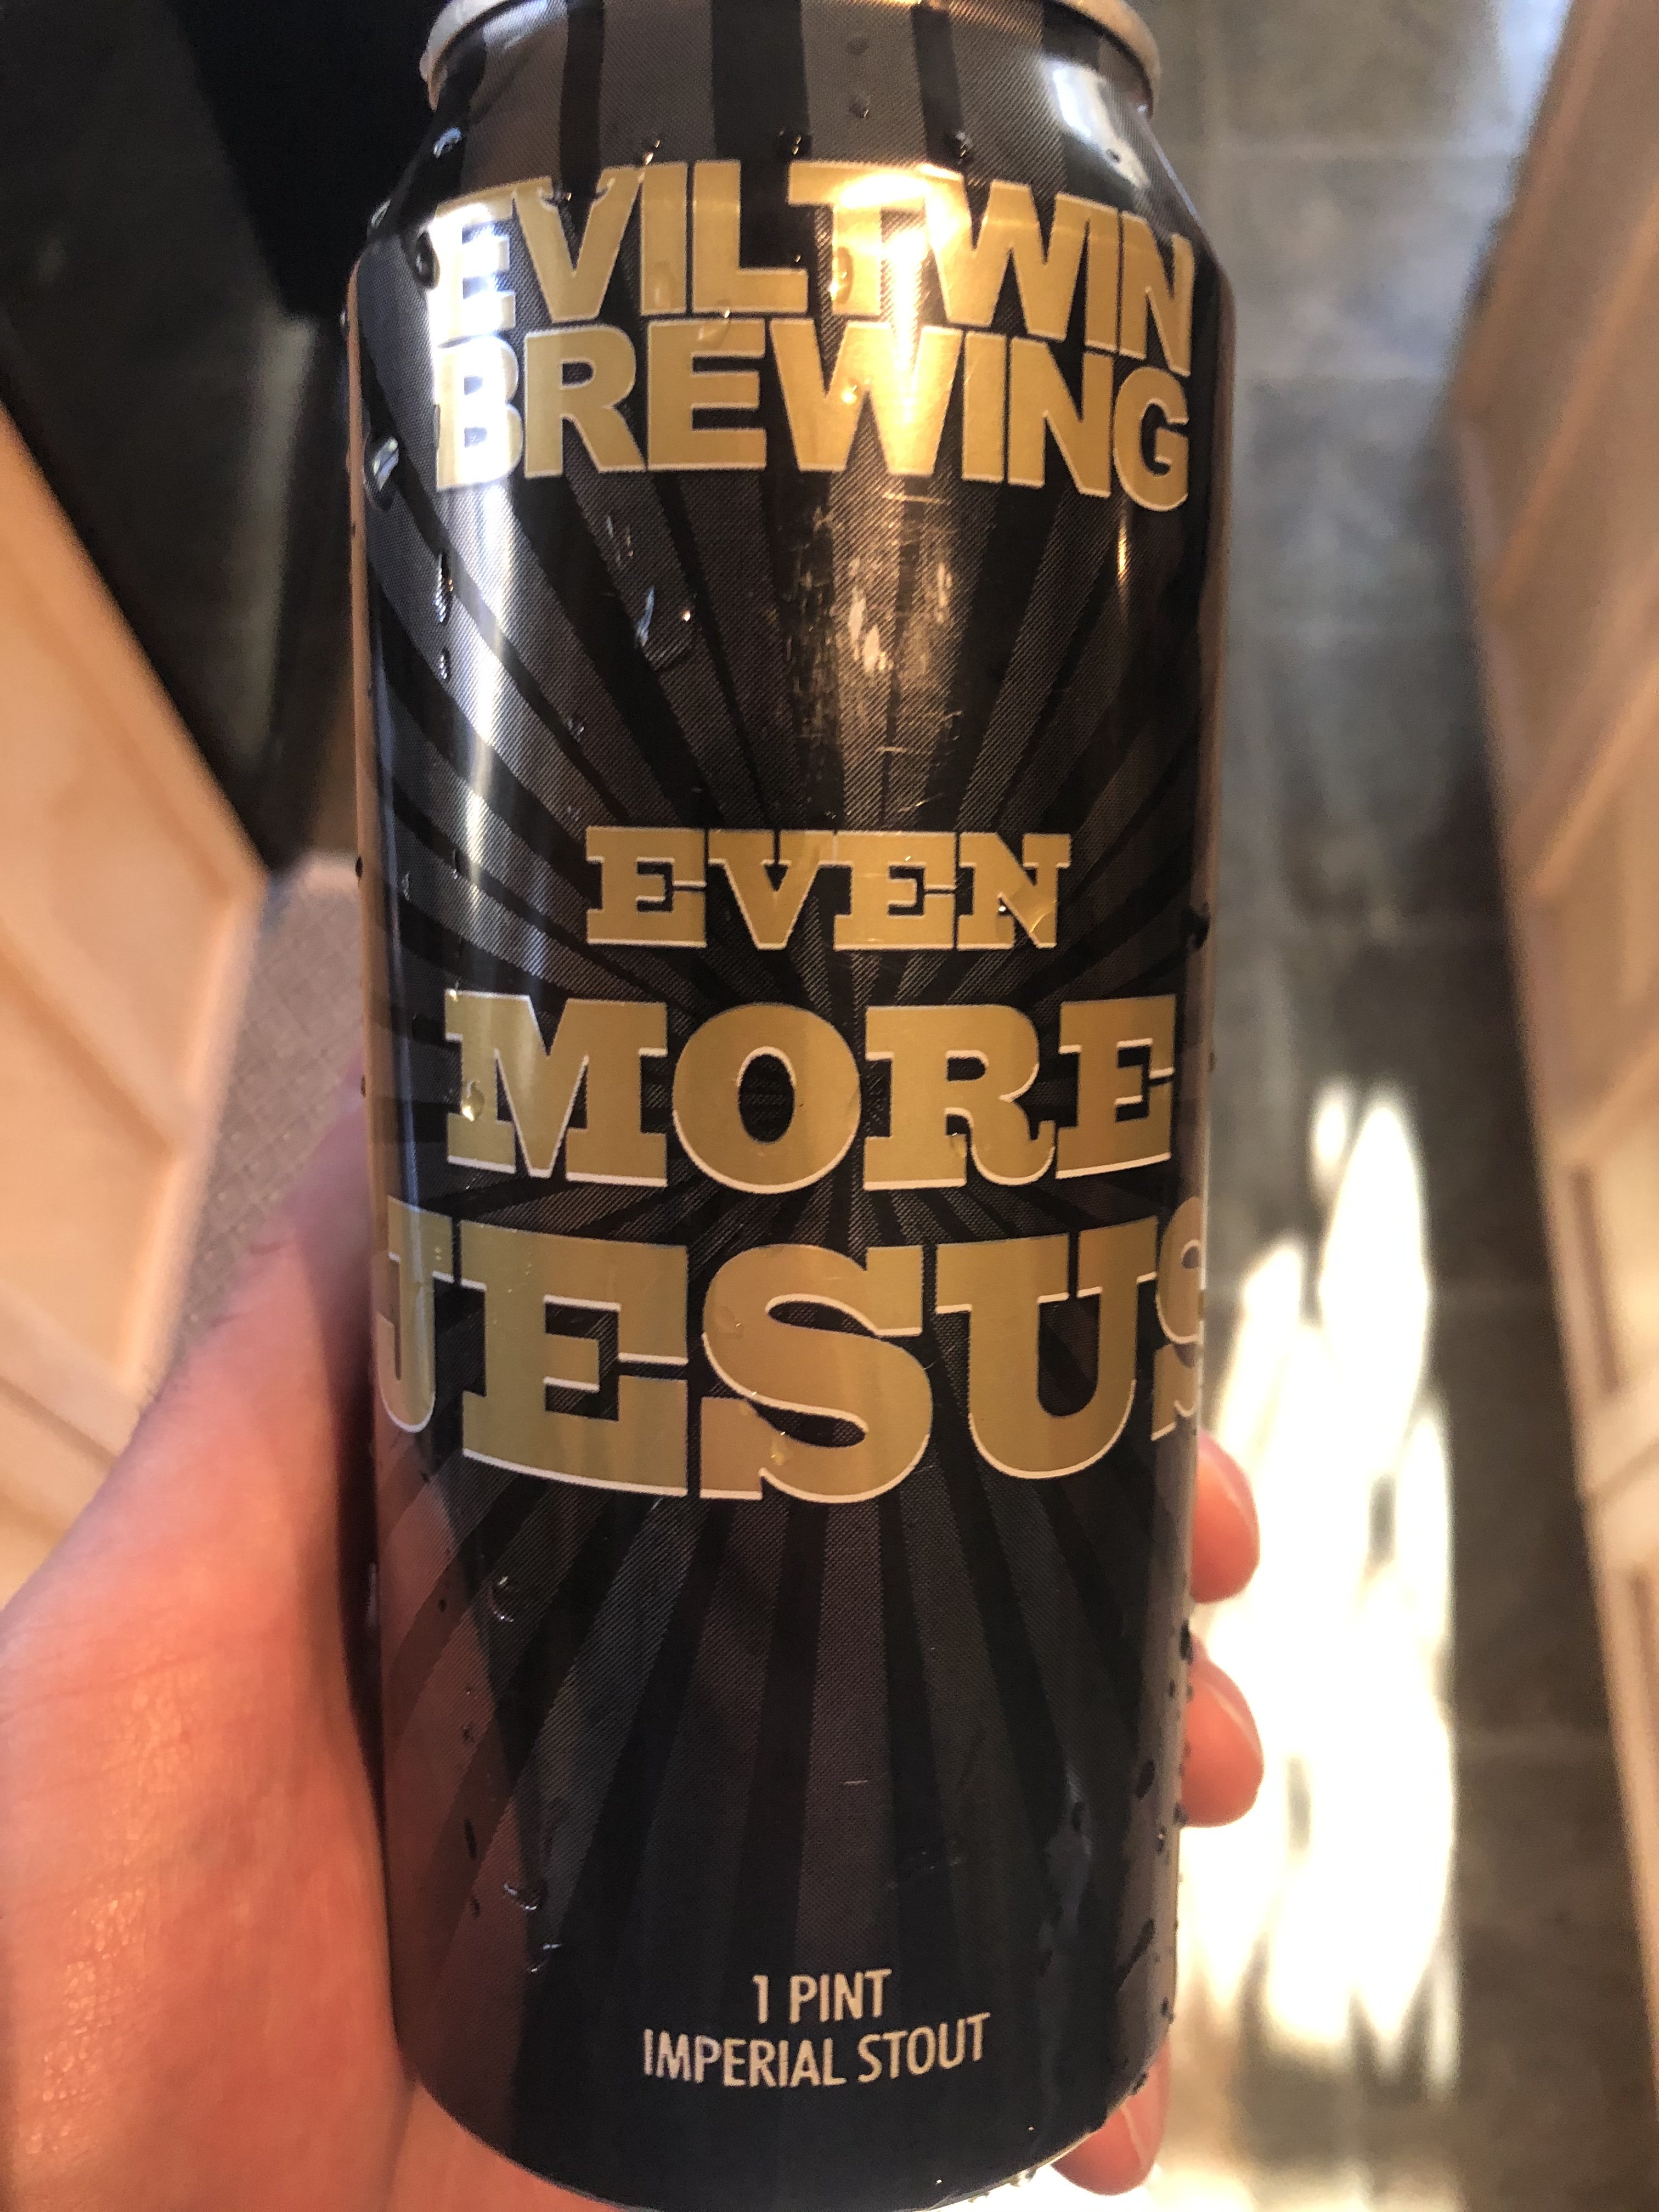 EVIL TWIN
BREWING
EVEN
MORE
JESUS
1 PINT
IMPERIAL STOUT